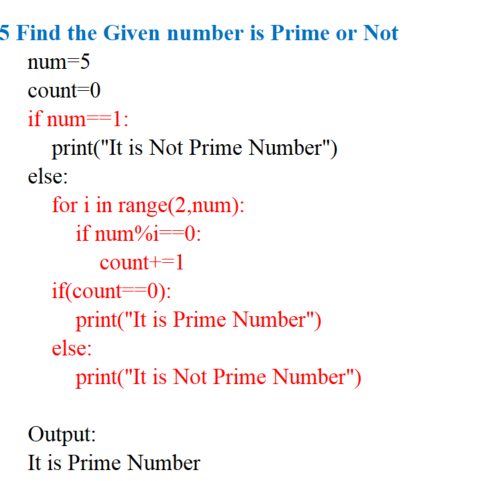 5 Find the Given number is Prime or Not
num=5
count=0
if num==1:
print("It is Not Prime Number")
else:
for i in range(2,num):
if num%i==0:
count+=1
if(count==0):
print("It is Prime Number")
else:
print("It is Not Prime Number")
Output:
It is Prime Number